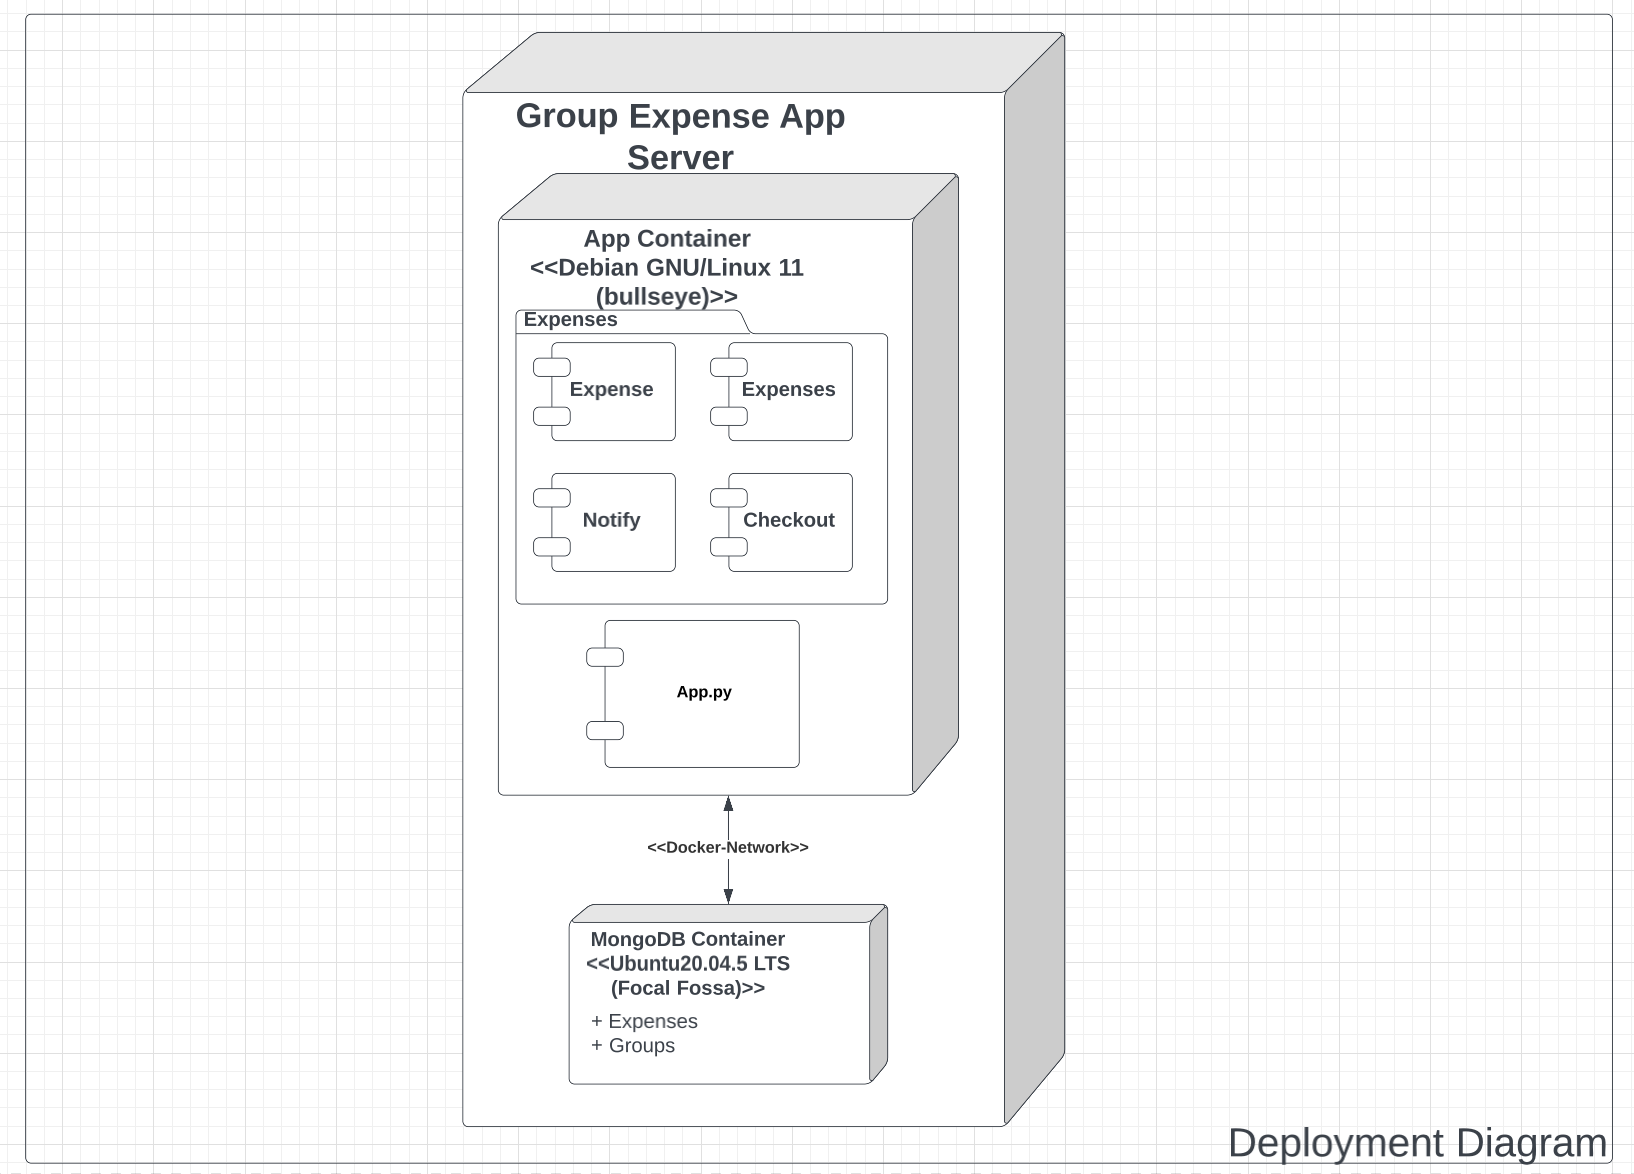 Group Expense App
Server
App Container
<<Debian GNU/Linux 11
(bullseye)>>
Expenses
Expense
Expenses
Notify
Checkout
App.py
<<Docker-Network>>
MongoDB Container
<<Ubuntu20.04.5 LTS
(Focal Fossa)>>
+ Expenses
+ Groups
Deployment Diagram